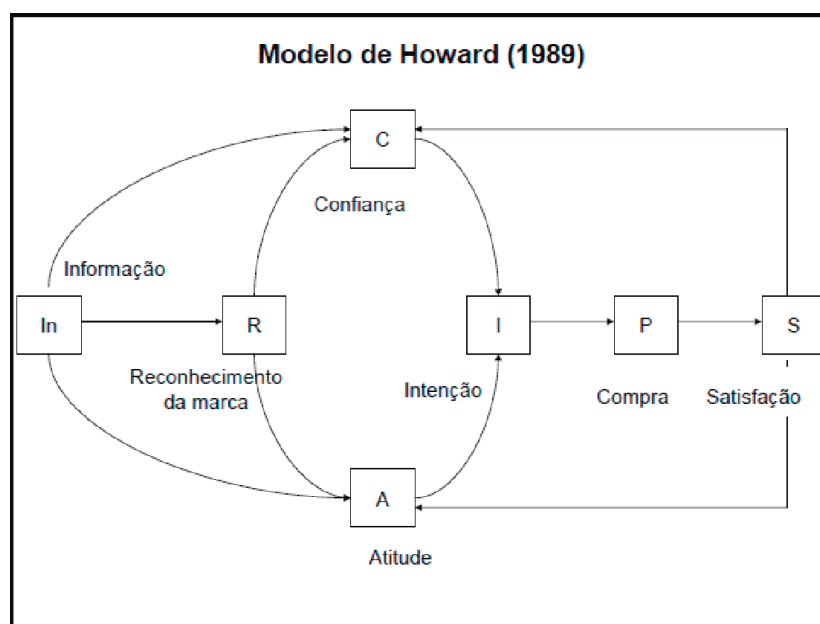 Modelo de Howard (1989)
C
Confiança
Informação
In
R
I
P
S
Reconhecimento
da marca
Intenção
Compra
Satisfação
A
Atitude